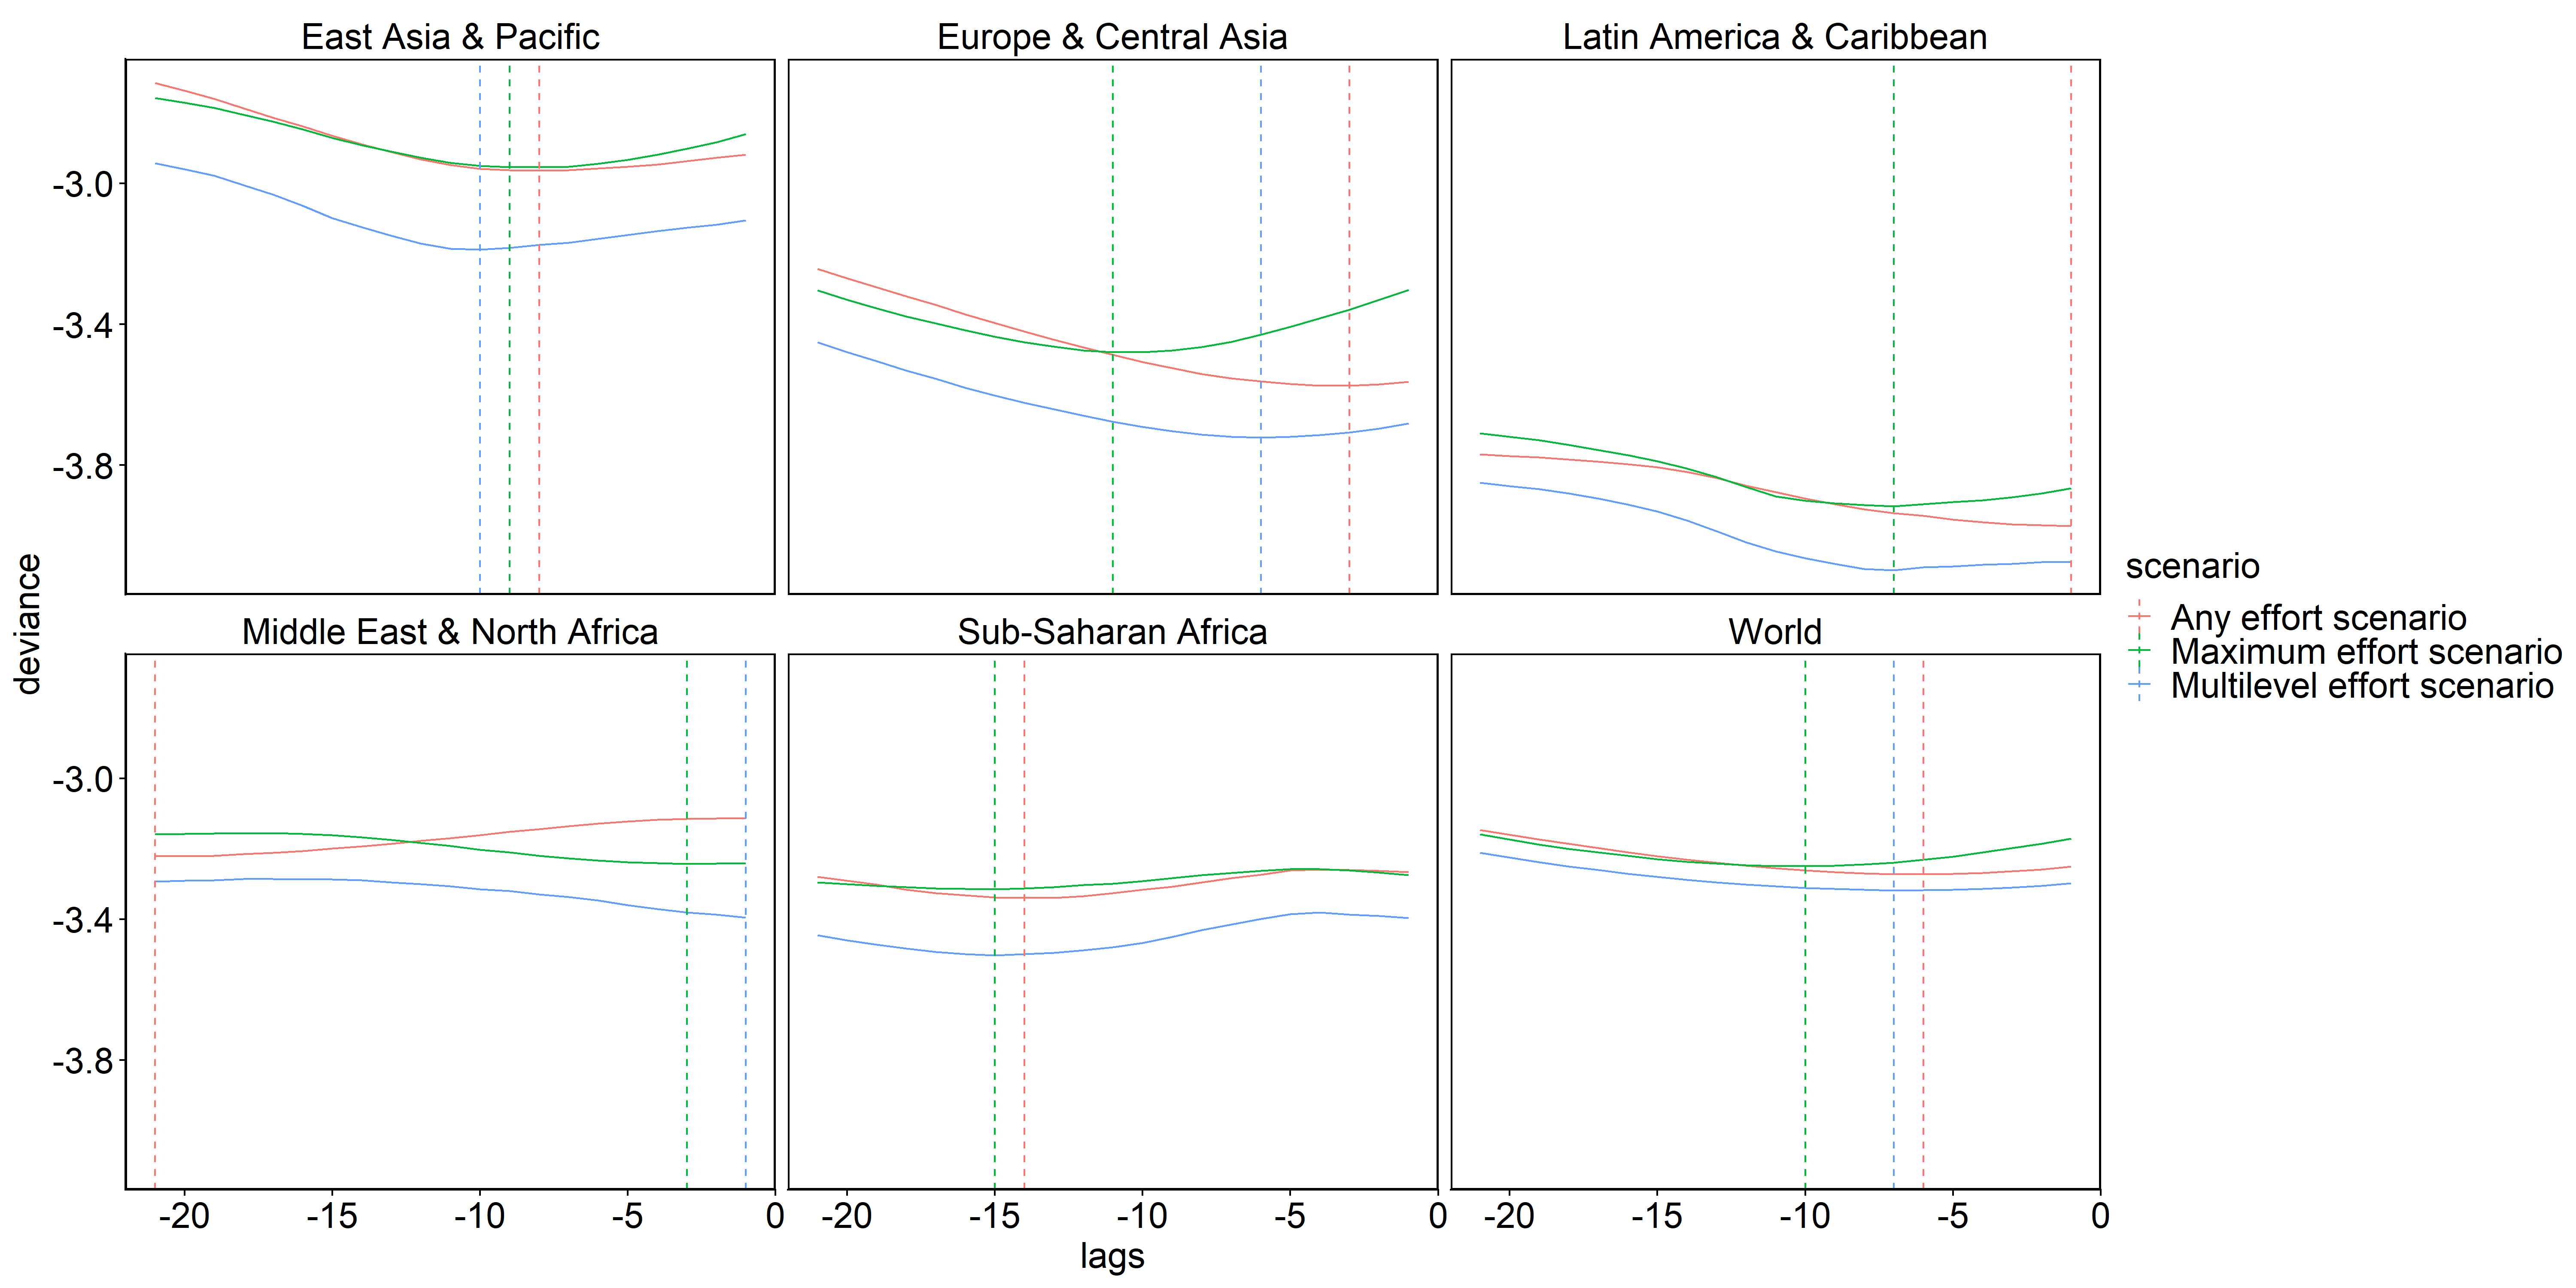 East Asia & Pacific
Europe & Central Asia
Latin America & Caribbean
-3.0
-3.4
-3.8
deviance
Middle East & North Africa
Sub-Saharan Africa
World
-3.0
-3.4
-3.8
-20 -15 -10 -5 0
-20 -15 -10 -5 0
-20 -15 -10 -5 0
lags
scenario
Any effort scenario
Maximum effort scenario
Multilevel effort scenario